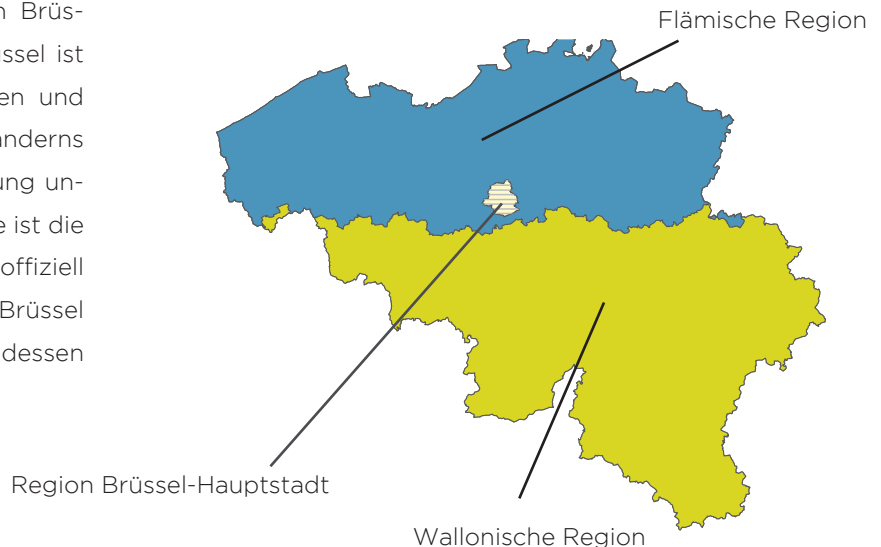 n Brüs-
ssel ist
en und
anderns
ung un-
e ist die
offiziell
Brüssel
dessen
Flämische Region
Region Brüssel-Hauptstadt
Wallonische Region